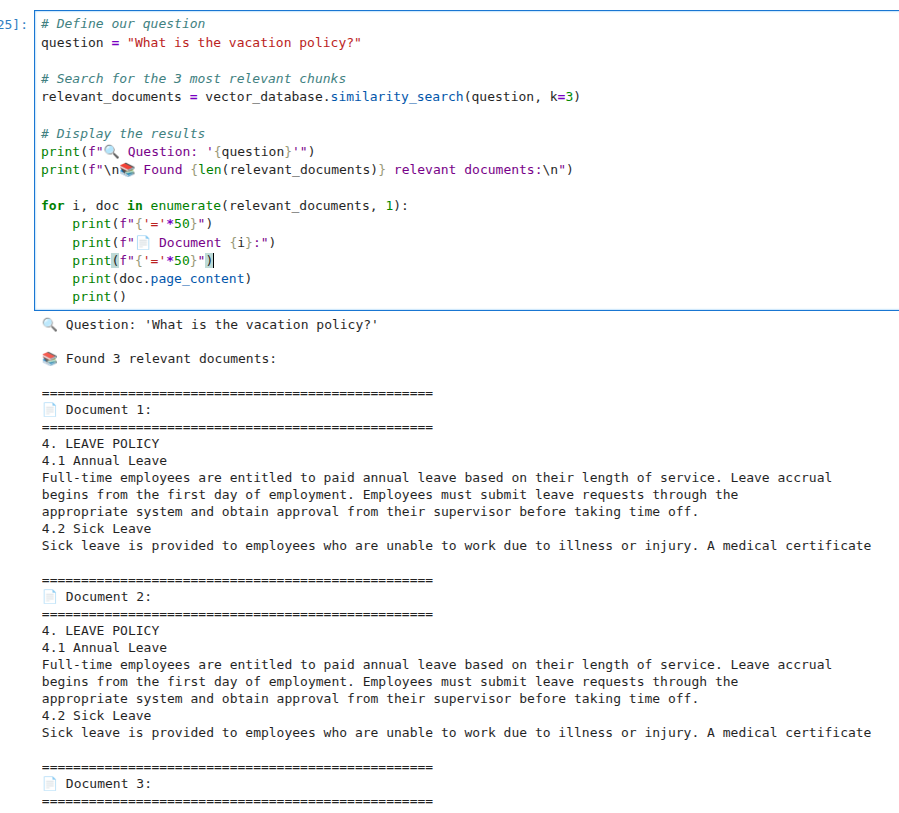 25]:
# Define our question
question = "What is the vacation policy?"
# Search for the 3 most relevant chunks
relevant_documents = vector_database.similarity_search(question, k=3)
# Display the results
print(f"🔍 Question: '{question}'")
print(f"\n📚 Found {len(relevant_documents)} relevant documents:\n")
for i, doc in enumerate(relevant_documents, 1):
    print(f"{'='*50}")
    print(f"📄 Document {i}:")
    print(f"{'='*50}")
    print(doc.page_content)
    print()
🔍 Question: 'What is the vacation policy?'
📚 Found 3 relevant documents:
==================================================
📄 Document 1:
==================================================
4. LEAVE POLICY
4.1 Annual Leave
Full-time employees are entitled to paid annual leave based on their length of service. Leave accrual
begins from the first day of employment. Employees must submit leave requests through the
appropriate system and obtain approval from their supervisor before taking time off.
4.2 Sick Leave
Sick leave is provided to employees who are unable to work due to illness or injury. A medical certificate
==================================================
📄 Document 2:
==================================================
4. LEAVE POLICY
4.1 Annual Leave
Full-time employees are entitled to paid annual leave based on their length of service. Leave accrual
begins from the first day of employment. Employees must submit leave requests through the
appropriate system and obtain approval from their supervisor before taking time off.
4.2 Sick Leave
Sick leave is provided to employees who are unable to work due to illness or injury. A medical certificate
==================================================
📄 Document 3:
==================================================